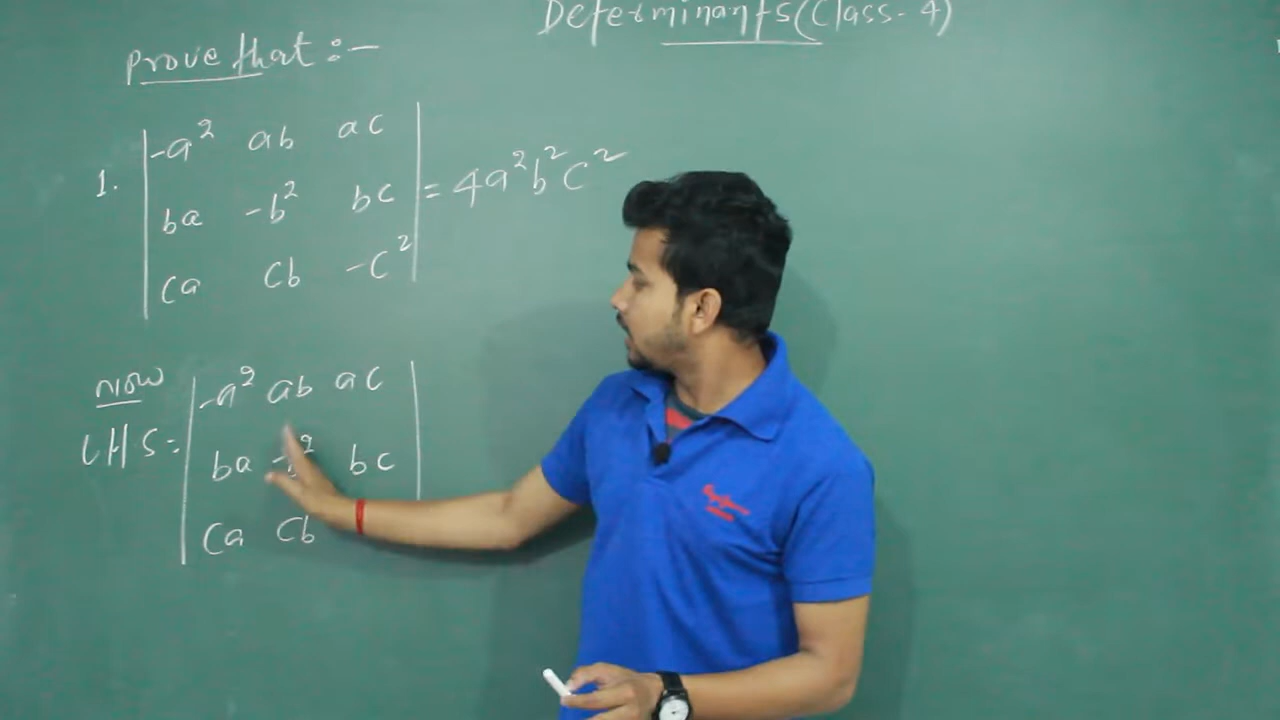 Determinants(Class-4)
Prove that :-
1. |-a² ab ac|
|ba -b² bc| = 4a²b²c²
|ca cb -c²|
Now
LHS = |-a² ab ac|
|ba -b² bc|
|ca cb